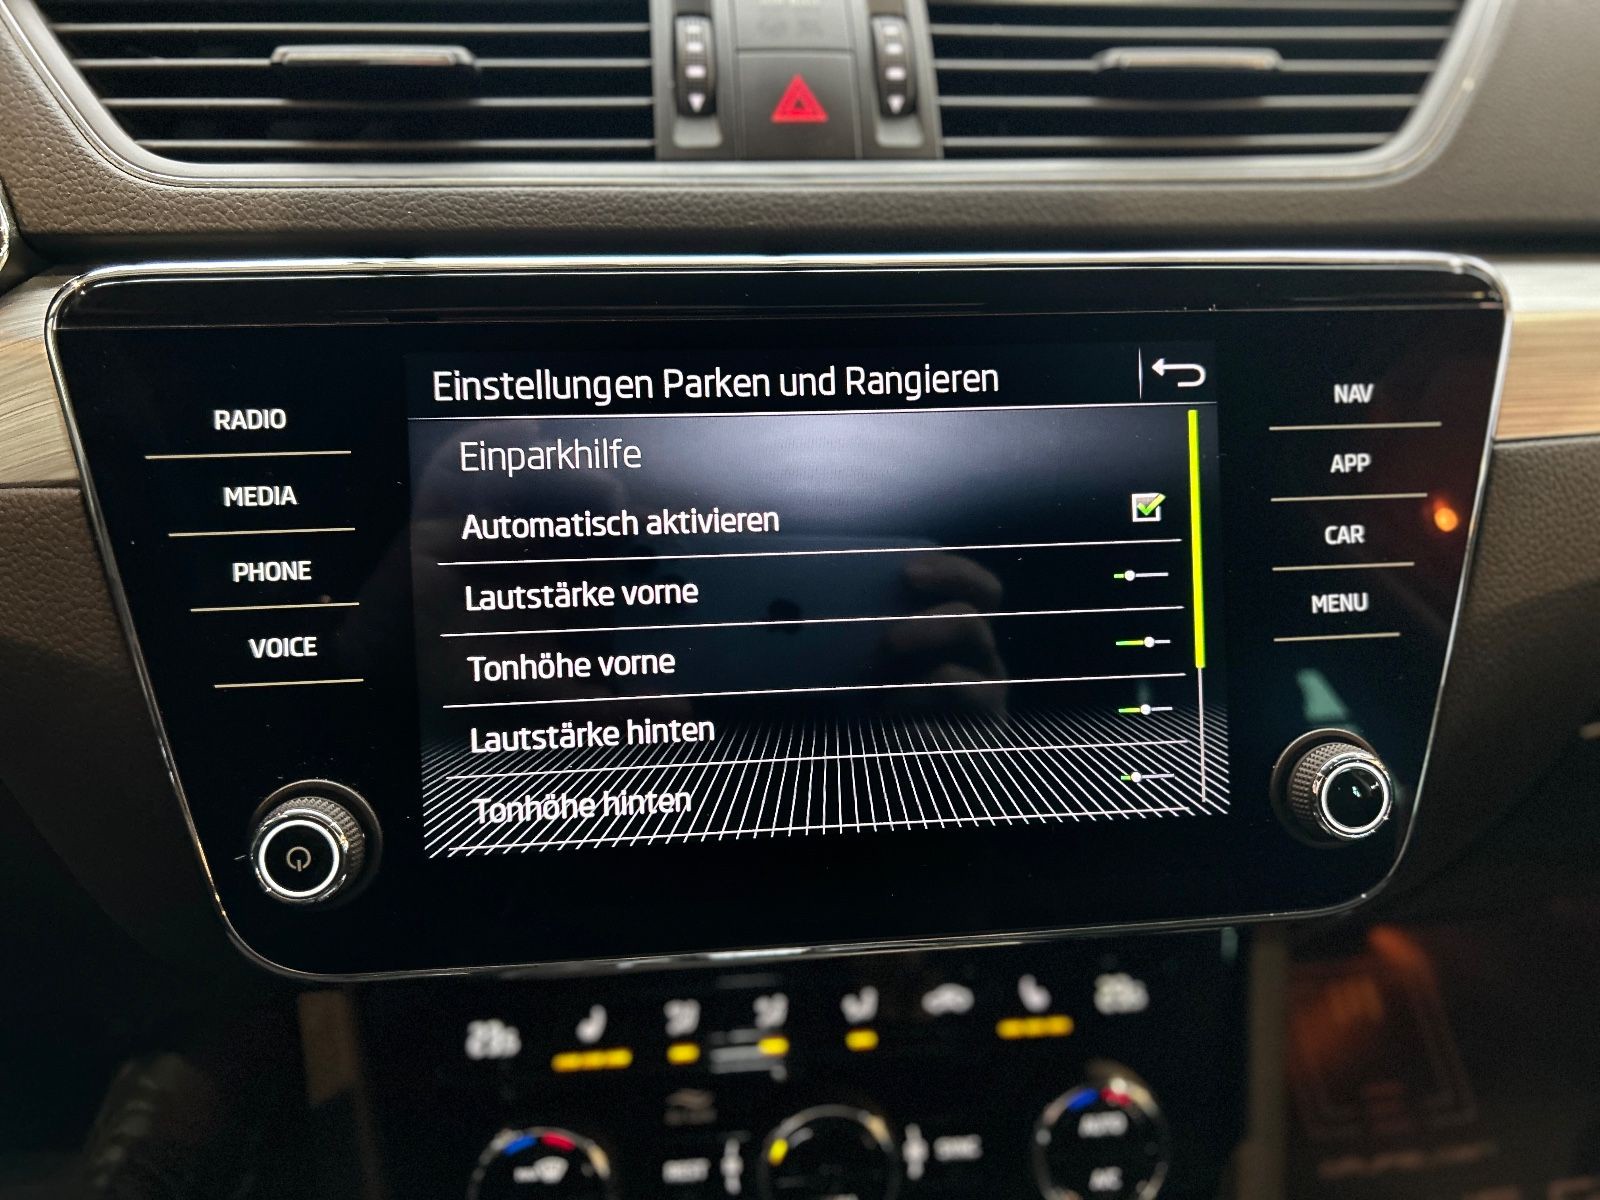 Einstellungen Parken und Rangieren
RADIO
MEDIA
PHONE
VOICE
Einparkhilfe
Automatisch aktivieren
Lautstärke vorne
Tonhöhe vorne
Lautstärke hinten
Tonhöhe hinten
NAV
APP
CAR
MENU
AUTO
A/C